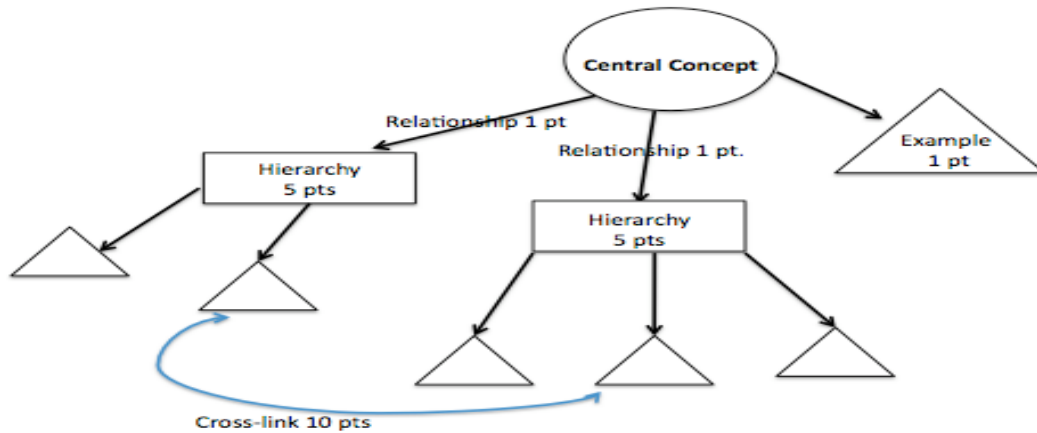 Central Concept
Relationship 1 pt
Relationship 1 pt.
Example
1 pt
Hierarchy
5 pts
Hierarchy
5 pts
Cross-link 10 pts